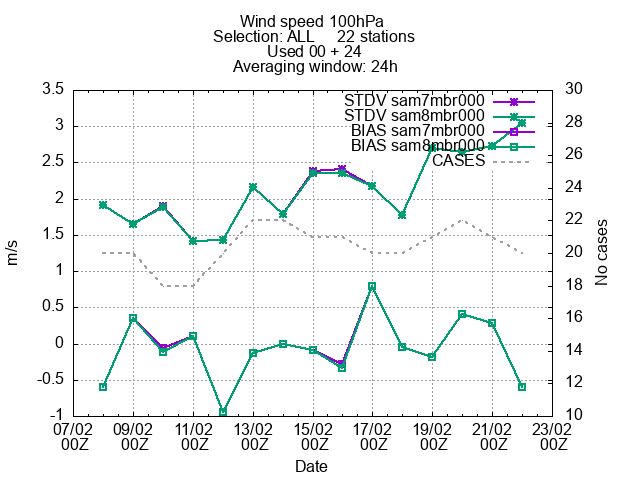 Wind speed 100hPa
Selection: ALL     22 stations
Used 00 + 24
Averaging window: 24h
3.5
3
2.5
2
1.5
1
0.5
0
-0.5
-1
m/s
30
28
26
24
22
20
18
16
14
12
10
No cases
STDV sam7mbr000
STDV sam8mbr000
BIAS sam7mbr000
BIAS sam8mbr000
CASES
07/02 09/02 11/02 13/02 15/02 17/02 19/02 21/02 23/02
00Z 00Z 00Z 00Z 00Z 00Z 00Z 00Z 00Z
Date